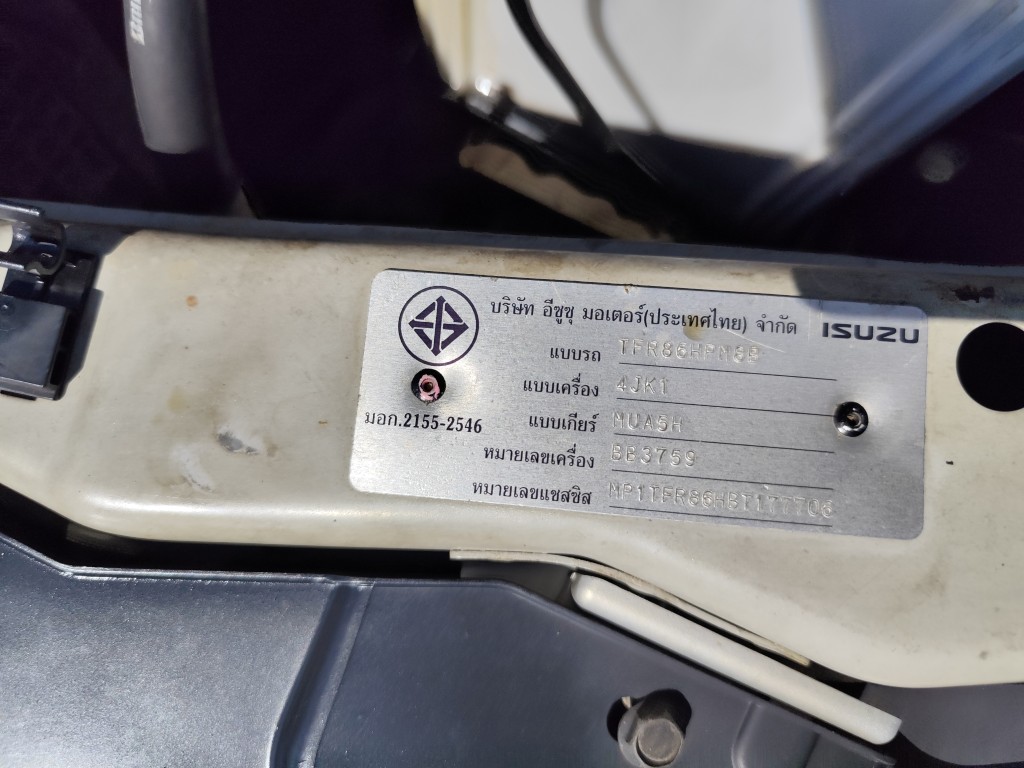 บริษัท อีซูซุ มอเตอร์(ประเทศไทย) จำกัด ISUZU
แบบรถ
แบบเครื่อง 4JK1
มอก.2155-2546 แบบเกียร์ MUA5H
หมายเลขเครื่อง BB3759
หมายเลขแชสซิส